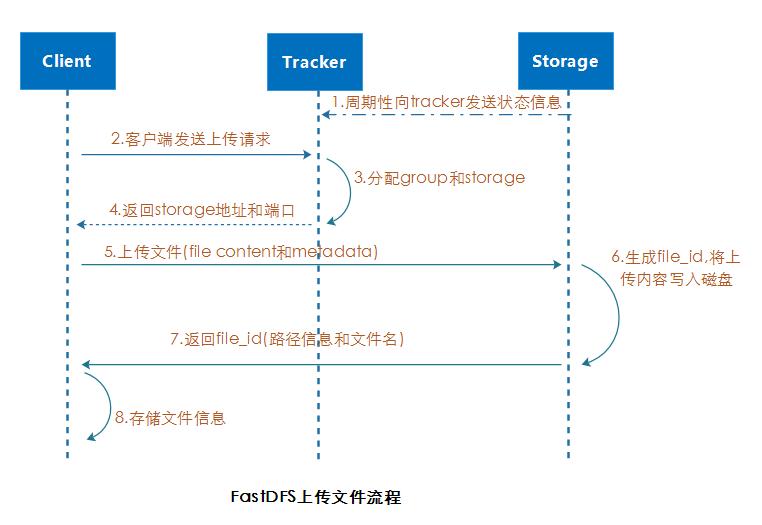 Client
Tracker
Storage
1.周期性向tracker发送状态信息
2.客户端发送上传请求
3.分配group和storage
4.返回storage地址和端口
5.上传文件(file content和metadata)
6.生成file_id,将上
传内容写入磁盘
7.返回file_id(路径信息和文件名)
8.存储文件信息
FastDFS上传文件流程